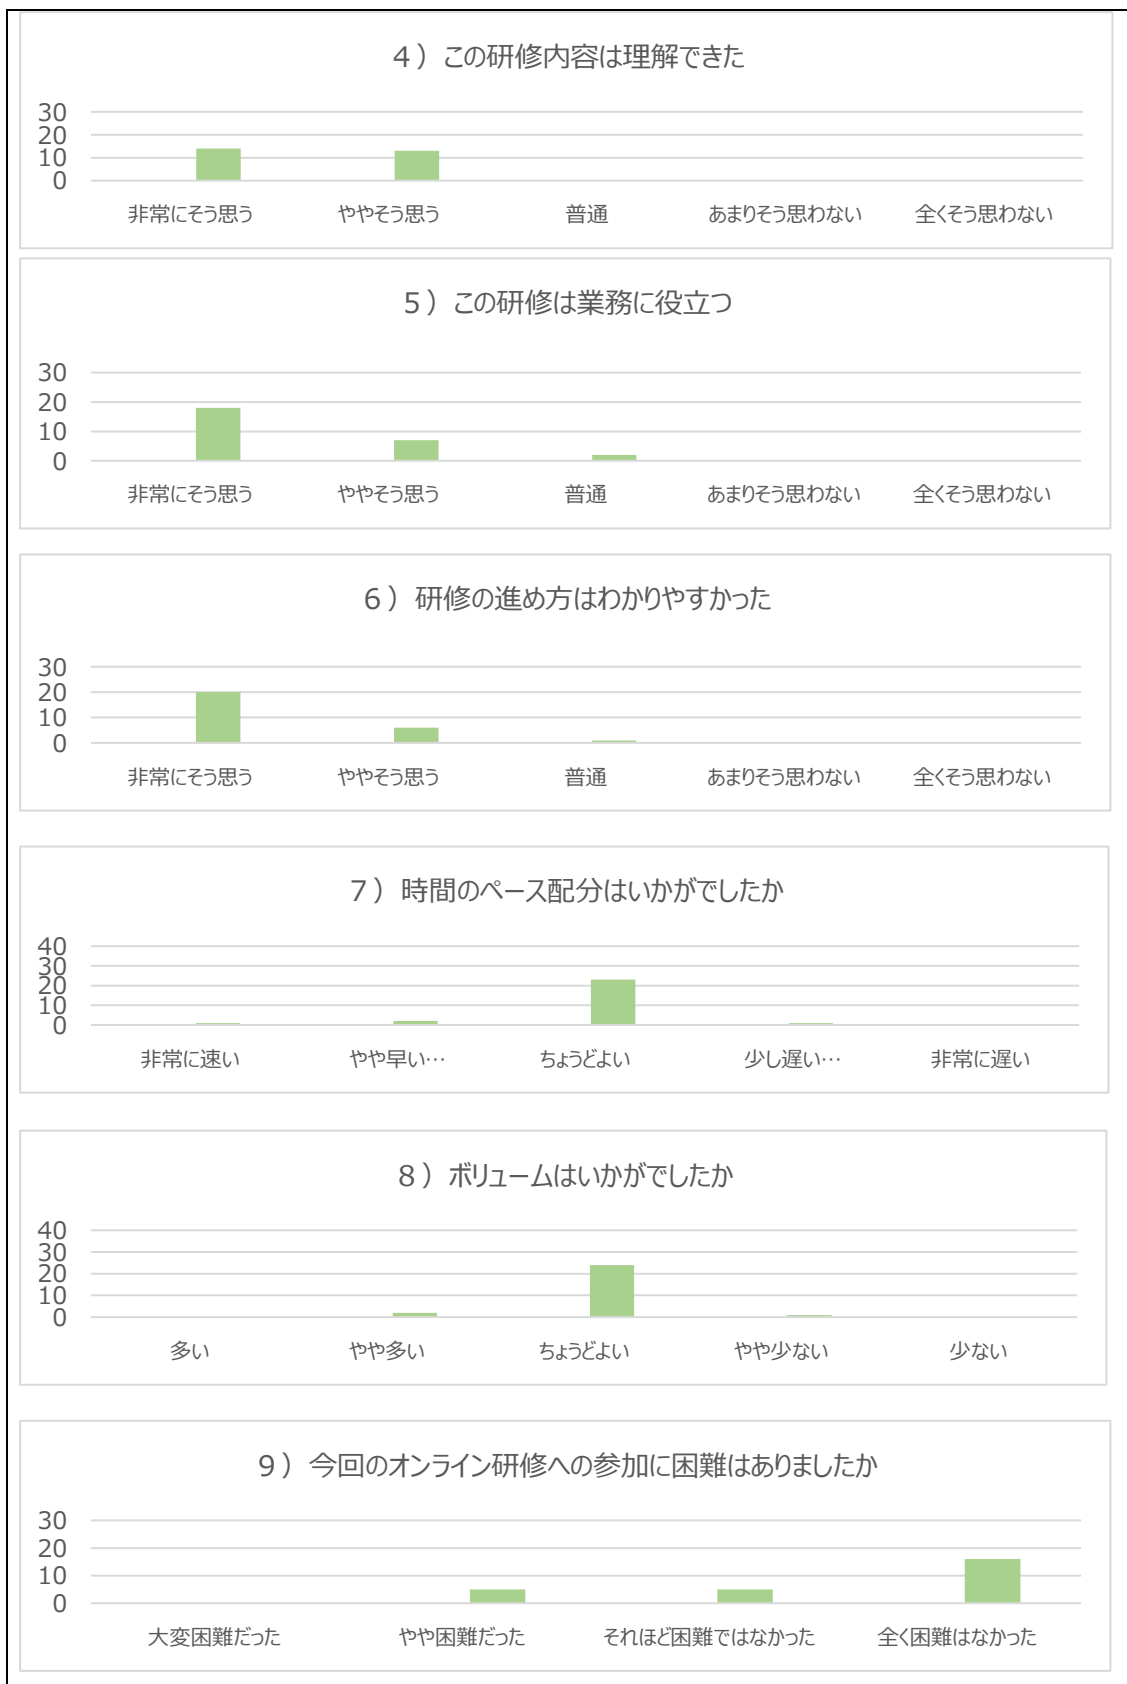 ４）この研修内容は理解できた
30
20
10
0
非常にそう思う ややそう思う 普通 あまりそう思わない 全くそう思わない
５）この研修は業務に役立つ
30
20
10
0
非常にそう思う ややそう思う 普通 あまりそう思わない 全くそう思わない
６）研修の進め方はわかりやすかった
30
20
10
0
非常にそう思う ややそう思う 普通 あまりそう思わない 全くそう思わない
７）時間のペース配分はいかがでしたか
40
30
20
10
0
非常に速い やや早い… ちょうどよい 少し遅い… 非常に遅い
８）ボリュームはいかがでしたか
40
30
20
10
0
多い やや多い ちょうどよい やや少ない 少ない
９）今回のオンライン研修への参加に困難はありましたか
30
20
10
0
大変困難だった やや困難だった それほど困難ではなかった 全く困難はなかった